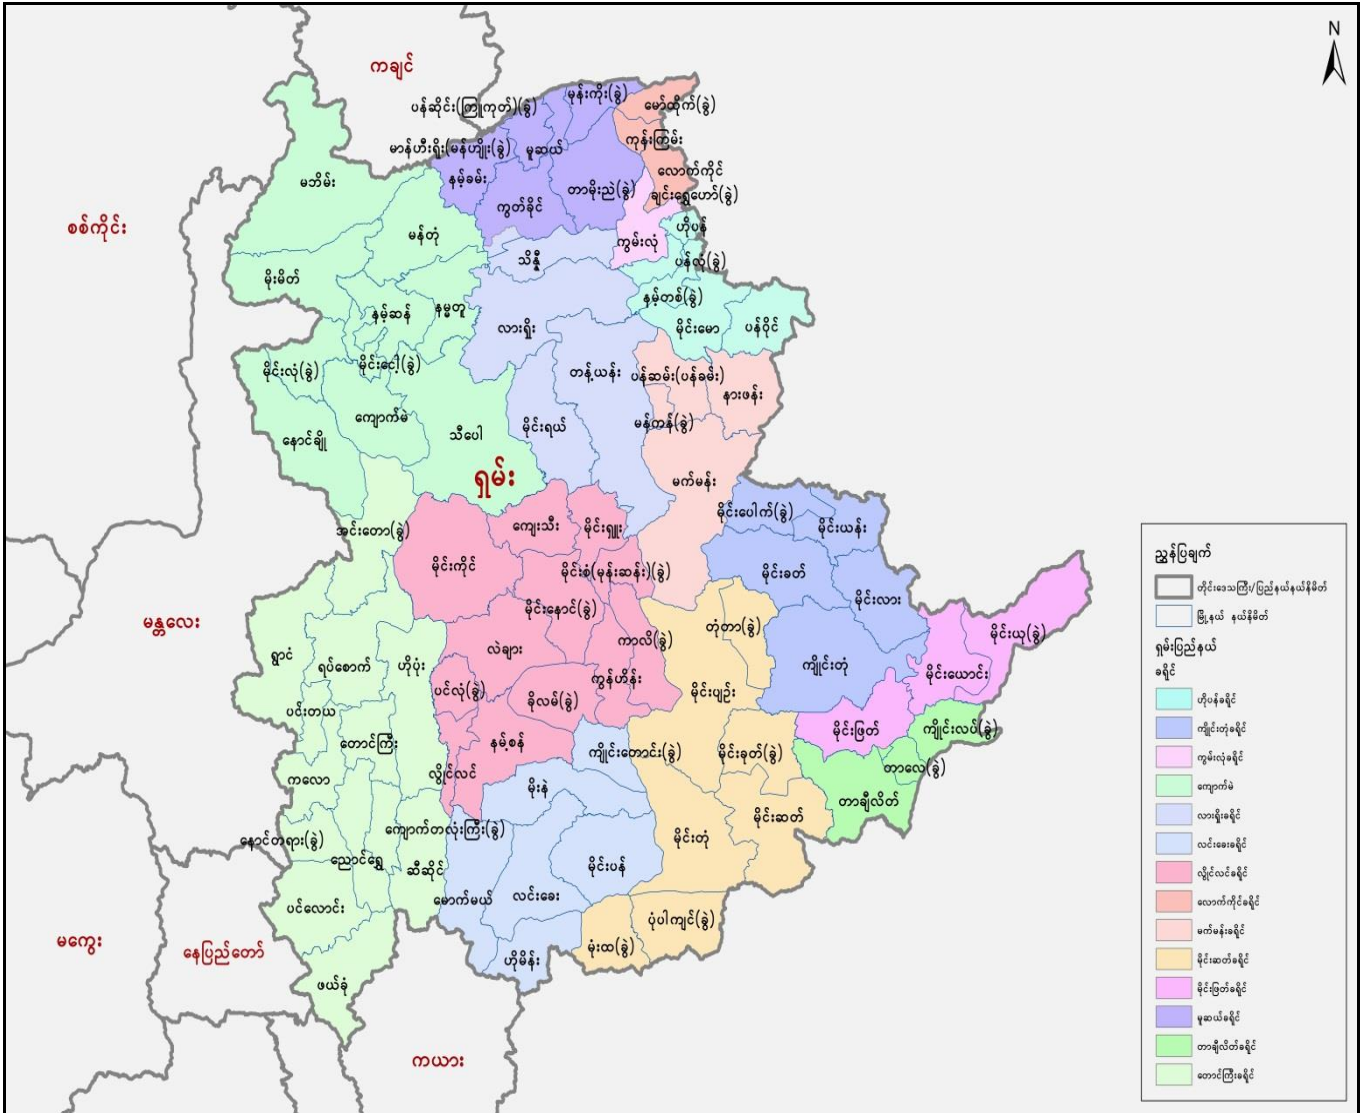 N
ကချင်
မုန်းကိုး(ခွဲ)
ပန်ဆိုင်း(ကြူကုတ်)(ခွဲ)
မော်ထိုက်(ခွဲ)
ကုန်းကြမ်း
မာန်ဟီးရိုး(မန်ဟျိုး)(ခွဲ)
မူဆယ်
လောက်ကိုင်
နမ့်ခမ်း
မဘိမ်း
တာမိုးညဲ(ခွဲ)
ချင်းရွှေဟော်(ခွဲ)
ကွတ်ခိုင်
စစ်ကိုင်း
ဟိုပန်
မန်တုံ
ကွမ်းလုံ
သိန္နီ
ပန်လုံ(ခွဲ)
မိုးမိတ်
နမ့်တစ်(ခွဲ)
နမ့်ဆန်
နမ္မတူ
လားရှိုး
မိုင်းမော
ပန်ဝိုင်
မိုင်းလုံ(ခွဲ)
မိုင်းငေါ့(ခွဲ)
တန့်ယန်း
ပန်ဆမ်း(ပန်ခမ်း)
နားဖန်း
ကျောက်မဲ
မိုင်းရယ်
မန်ကန်(ခွဲ)
နောင်ချို
သီပေါ
ရှမ်း
မက်မန်း
မိုင်းပေါက်(ခွဲ)
အင်းတော(ခွဲ)
ကျေးသီး
မိုင်းရှူး
မိုင်းယန်း
မိုင်းကိုင်
မိုင်းစံ(မုန်းဆန်း)(ခွဲ)
မိုင်းခတ်
မိုင်းလား
မိုင်းနောင်(ခွဲ)
မန္တလေး
တုံတာ(ခွဲ)
မိုင်းယု(ခွဲ)
ကာလိ(ခွဲ)
လဲချား
ရွာငံ
ရပ်စောက်
ဟိုပုံး
ကျိုင်းတုံ
မိုင်းယောင်း
ကွန်ဟိန်း
ပင်လုံ(ခွဲ)
မိုင်းပျဉ်း
ခိုလမ်(ခွဲ)
ပင်းတယ
မိုင်းဖြတ်
ကျိုင်းလပ်(ခွဲ)
တောင်ကြီး
နမ့်စန်
ကျိုင်းတောင်း(ခွဲ)
မိုင်းခုတ်(ခွဲ)
တာလေ(ခွဲ)
ကလော
လွိုင်လင်
မိုးနဲ
တာချီလိတ်
မိုင်းဆတ်
ကျောက်တလုံးကြီး(ခွဲ)
နောင်တရား(ခွဲ)
မိုင်းတုံ
ညောင်ရွှေ
ဆီဆိုင်
မိုင်းပန်
မောက်မယ်
လင်းခေး
ပင်လောင်း
ပုံပါကျင်(ခွဲ)
မကွေး
နေပြည်တော်
မုံးထ(ခွဲ)
ဟိုမိန်း
ဖယ်ခုံ
ကယား
ညွှန်ပြချက်
တိုင်းဒေသကြီး/ပြည်နယ်နယ်နိမိတ်
မြို့နယ် နယ်နိမိတ်
ရှမ်းပြည်နယ်
ခရိုင်
ဟိုပန်ခရိုင်
ကျိုင်းတုံခရိုင်
ကွမ်းလုံခရိုင်
ကျောက်မဲ
လားရှိုးခရိုင်
လင်းခေးခရိုင်
လွိုင်လင်ခရိုင်
လောက်ကိုင်ခရိုင်
မက်မန်းခရိုင်
မိုင်းဆတ်ခရိုင်
မိုင်းဖြတ်ခရိုင်
မူဆယ်ခရိုင်
တာချီလိတ်ခရိုင်
တောင်ကြီးခရိုင်